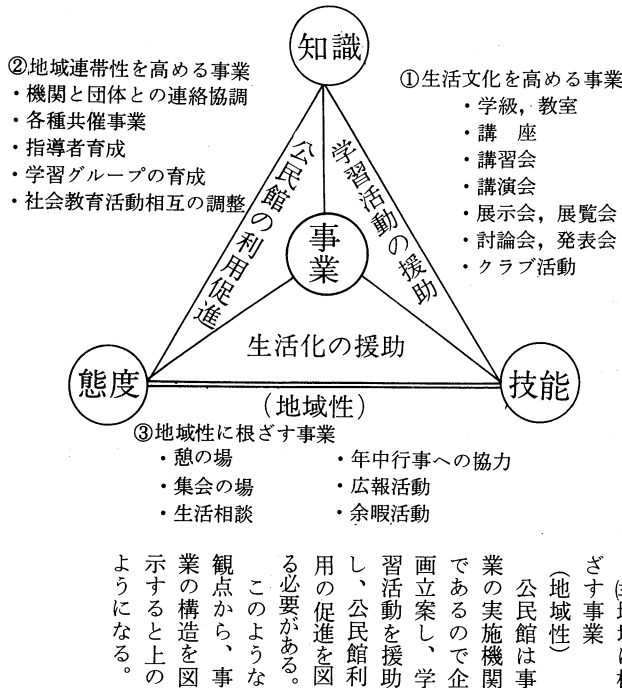 知識
②地域連帯性を高める事業
・機関と団体との連絡協調
・各種共催事業
・指導者育成
・学習グループの育成
・社会教育活動相互の調整
①生活文化を高める事業
・学級，教室
・講　座
・講習会
・講演会
・展示会，展覧会
・討論会，発表会
・クラブ活動
公民館の利用促進
学習活動の援助
事業
生活化の援助
態度
技能
（地域性）
③地域性に根ざす事業
・憩の場
・集会の場
・生活相談
・年中行事への協力
・広報活動
・余暇活動
ざす事業
（地域性）
公民館は事
業の実施機関
であるので企
画立案し、学
習活動を援助
し、公民館利
用の促進を図
る必要がある。
このような
観点から、事
業の構造を図
示すると上の
ようになる。